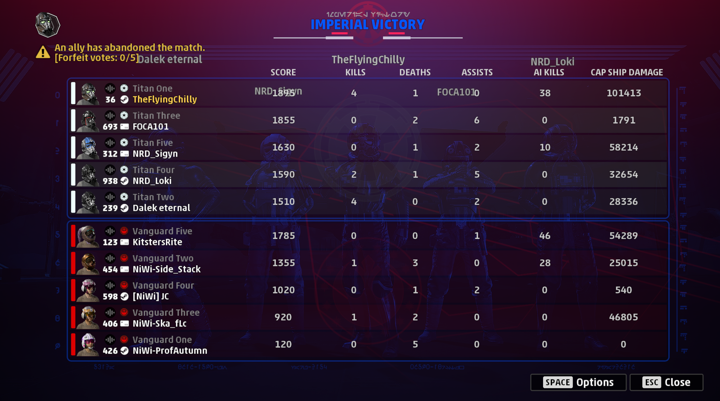 IMPERIAL VICTORY
An ally has abandoned the match.
[Forfeit votes: 0/5]
Dalek eternal
TheFlyingChilly
NRD_Loki
SCORE KILLS DEATHS ASSISTS AI KILLS CAP SHIP DAMAGE
NRD_Sigyn
FOCA101
Titan One
36 TheFlyingChilly 1895 4 1 0 38 101413
Titan Three
693 FOCA101 1855 0 2 6 0 1791
Titan Five
312 NRD_Sigyn 1630 0 1 2 10 58214
Titan Four
938 NRD_Loki 1590 2 1 5 0 32654
Titan Two
239 Dalek eternal 1510 4 0 2 0 28336
Vanguard Five
123 KitstersRite 1785 0 0 1 46 54289
Vanguard Two
454 NiWi-Side_Stack 1355 1 3 0 28 25015
Vanguard Four
598 [NiWi] JC 1020 0 1 2 0 540
Vanguard Three
406 NiWi-Ska_fLc 920 1 2 0 0 46805
Vanguard One
426 NiWi-ProfAutumn 120 0 5 0 0 0
SPACE Options ESC Close